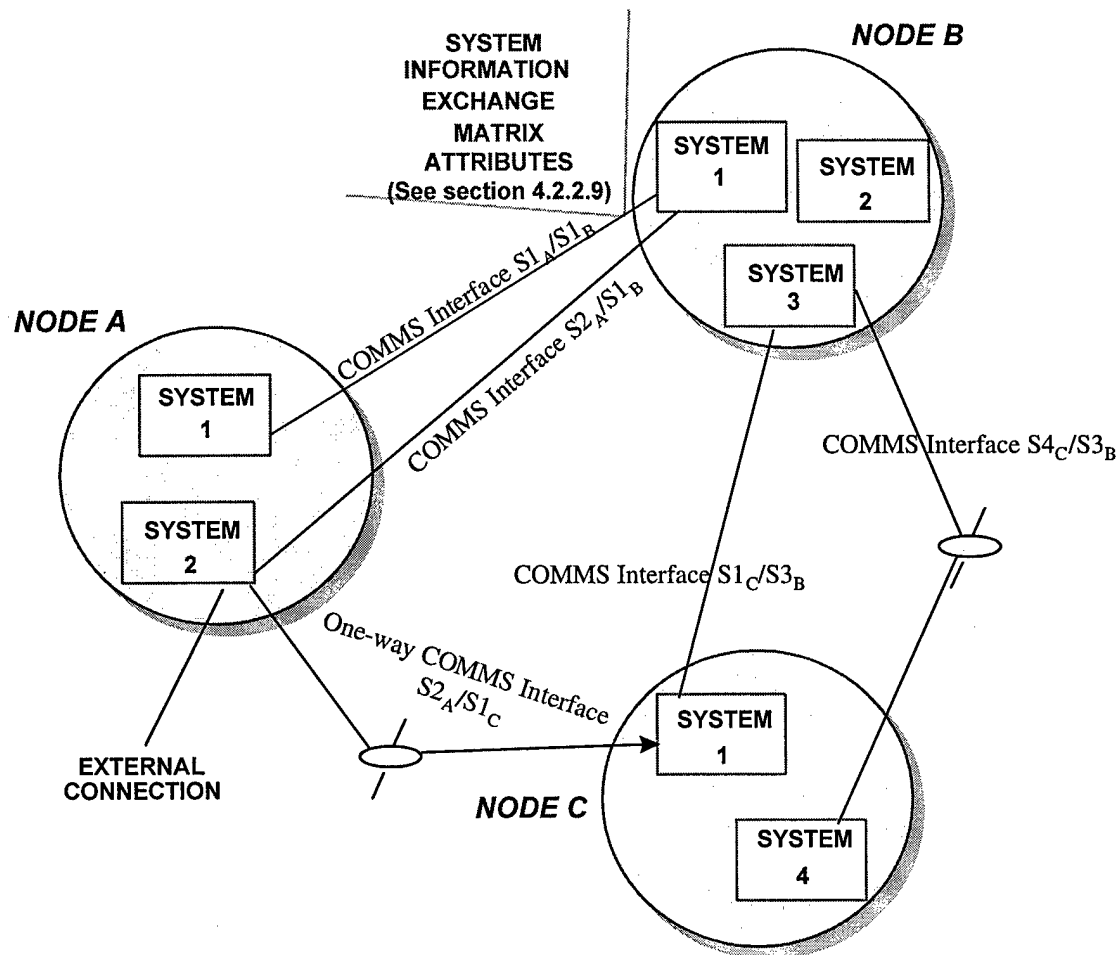 SYSTEM
INFORMATION
EXCHANGE
MATRIX
ATTRIBUTES
(See section 4.2.2.9)
NODE B
SYSTEM
1
SYSTEM
2
SYSTEM
3
COMMS Interface S1A/S1B
COMMS Interface S2A/S1B
NODE A
SYSTEM
1
SYSTEM
2
COMMS Interface S4C/S3B
COMMS Interface S1C/S3B
One-way COMMS Interface
S2A/S1C
EXTERNAL
CONNECTION
NODE C
SYSTEM
1
SYSTEM
4